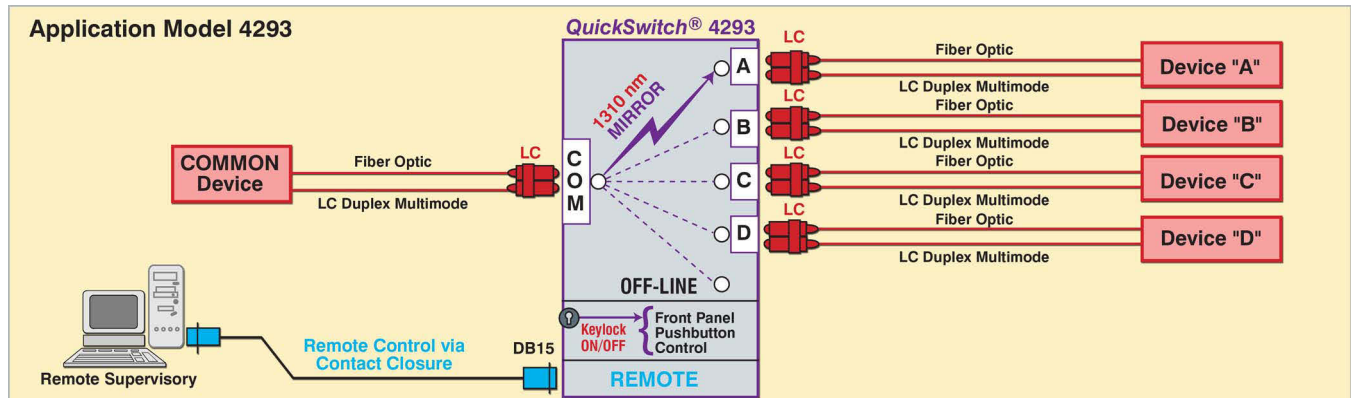 Application Model 4293
QuickSwitch® 4293
LC
A
Fiber Optic
LC Duplex Multimode
Device "A"
1310 nm
MIRROR
LC
B
Fiber Optic
LC Duplex Multimode
Device "B"
COMMON
Device
Fiber Optic
LC Duplex Multimode
LC
COM
LC
C
Fiber Optic
LC Duplex Multimode
Device "C"
LC
D
Fiber Optic
LC Duplex Multimode
Device "D"
OFF-LINE
Keylock
ON/OFF
Front Panel
Pushbutton
Control
Remote Supervisory
Remote Control via
Contact Closure
DB15
REMOTE